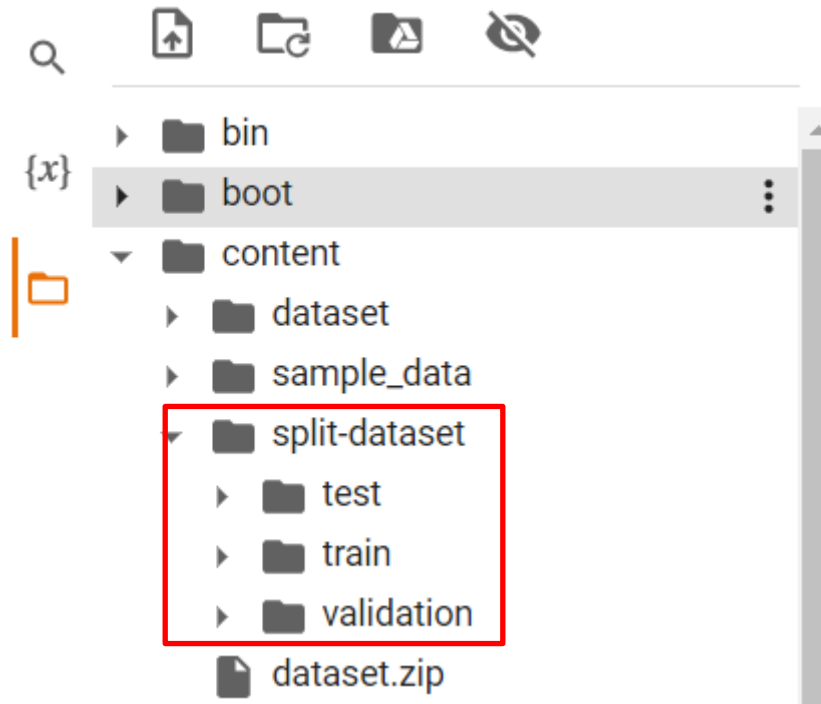 {x}
bin
boot
content
dataset
sample_data
split-dataset
test
train
validation
dataset.zip